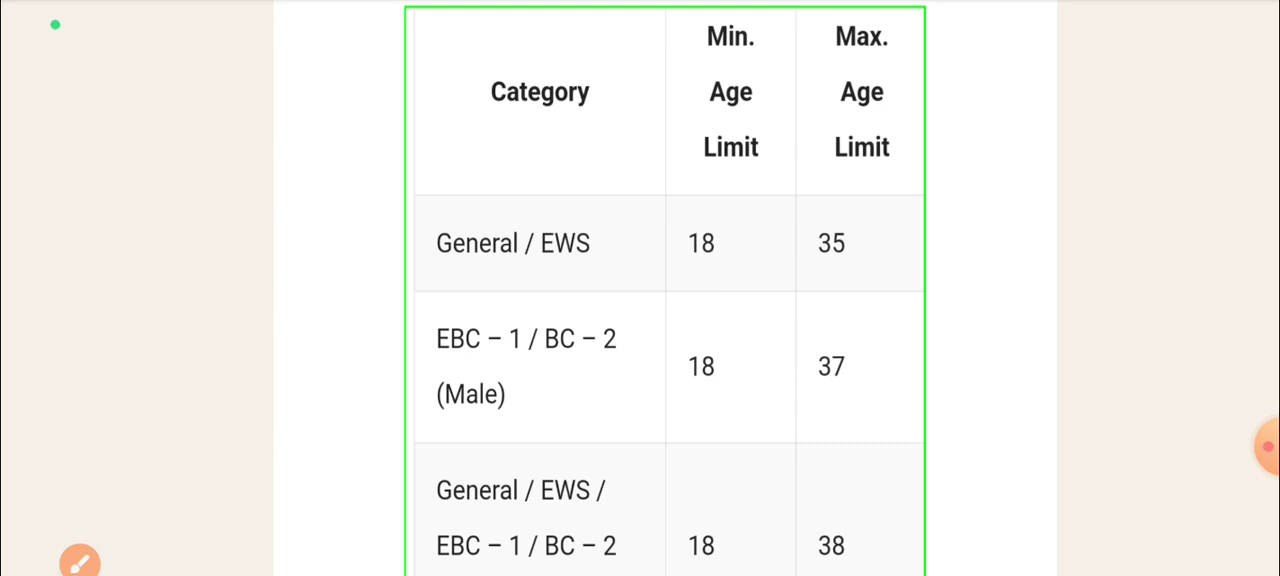 Category
Min.
Age
Limit
Max.
Age
Limit
General / EWS
18
35
EBC – 1 / BC – 2
(Male)
18
37
General / EWS /
EBC – 1 / BC – 2
18
38